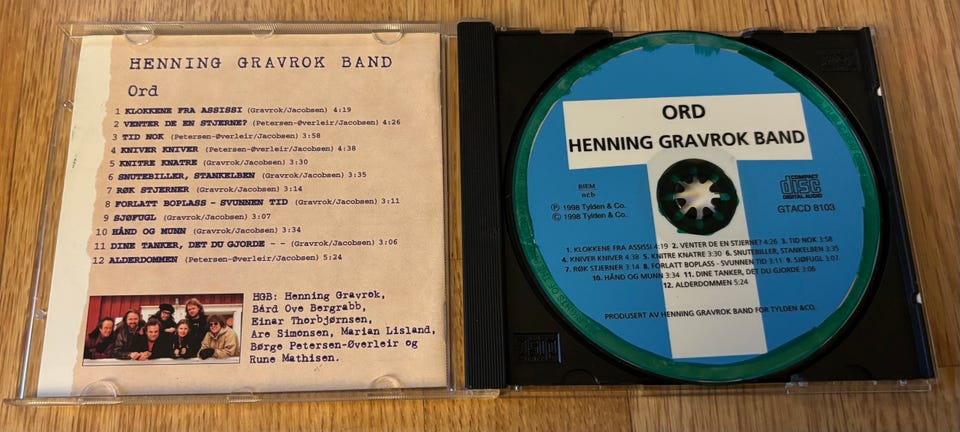 HENNING GRAVROK BAND
Ord
1 KLOKKENE FRA ASSISSI (Gravrok/Jacobsen) 4:19
2 VENTER DE EN STJERNE? (Petersen-Øverleir/Jacobsen) 4:26
3 TID NOK (Petersen-Øverleir/Jacobsen) 3:58
4 KNIVER KNIVER (Petersen-Øverleir/Jacobsen) 4:38
5 KNITRE KNATRE (Gravrok/Jacobsen) 3:30
6 SNUTEBILLER, STANKELBEN (Gravrok/Jacobsen) 3:35
7 RØK STJERNER (Gravrok/Jacobsen) 3:14
8 FORLATT BOPLASS - SVUNNEN TID (Gravrok/Jacobsen) 3:11
9 SJØFUGL (Gravrok/Jacobsen) 3:07
10 HÅND OG MUNN (Gravrok/Jacobsen) 3:34
11 DINE TANKER, DET DU GJORDE - - (Gravrok/Jacobsen) 3:06
12 ALDERDOMMEN (Petersen-Øverleir/Jacobsen) 5:24
HGB: Henning Gravrok,
Bård Ove Bergrabb,
Einar Thorbjørnsen,
Are Simonsen, Marian Lisland,
Børge Petersen-Øverleir og
Rune Mathisen.
ORD
HENNING GRAVROK BAND
BIEM
ncb
℗ 1998 Tylden & Co.
© 1998 Tylden & Co.
COMPACT
disc
DIGITAL AUDIO
GTACD 8103
1. KLOKKENE FRA ASSISI 4:19 2. VENTER DE EN STJERNE? 4:26 3. TID NOK 3:58
4. KNIVER KNIVER 4:38 5. KNITRE KNATRE 3:30 6. SNUTEBILLER, STANKELBEN 3:35
7. RØK STJERNER 3:14 8. FORLATT BOPLASS - SVUNNEN TID 3:11 9. SJØFUGL 3:07
10. HÅND OG MUNN 3:34 11. DINE TANKER, DET DU GJORDE 3:06
12. ALDERDOMMEN 5:24
PRODUSERT AV HENNING GRAVROK BAND FOR TYLDEN &CO.